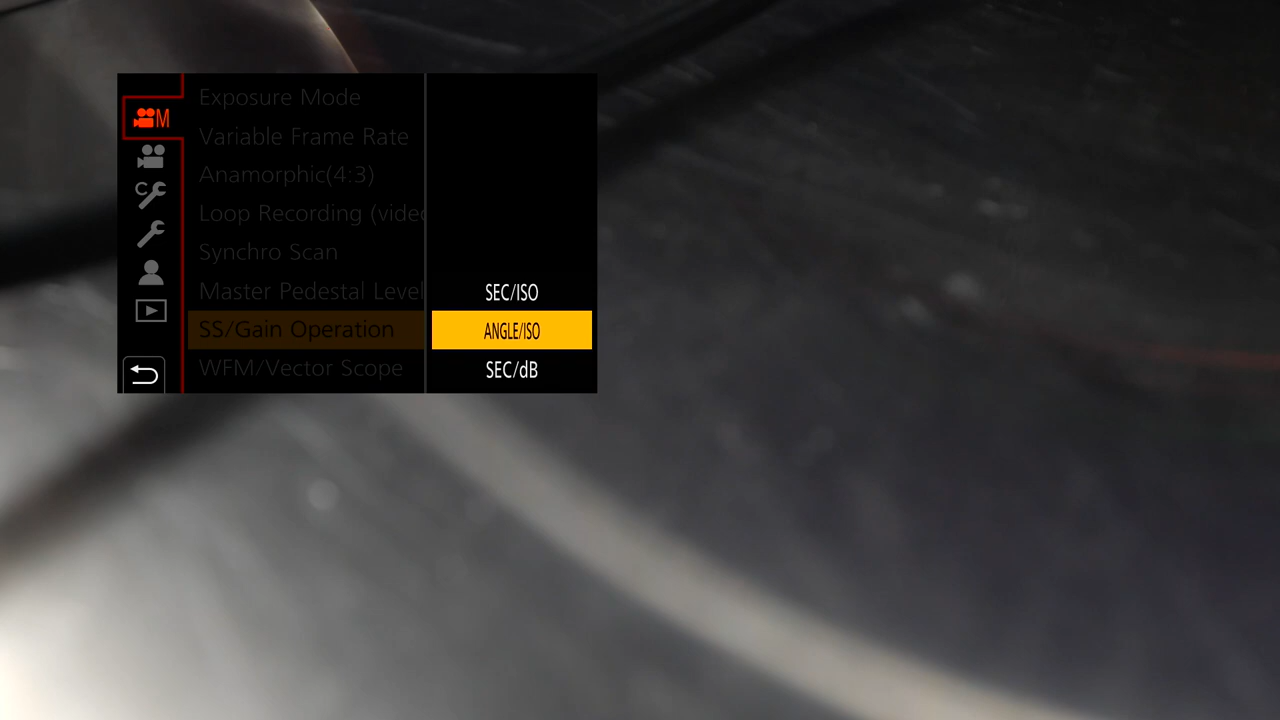 M
Exposure Mode
Variable Frame Rate
Anamorphic(4:3)
C
Loop Recording (video
Synchro Scan
Master Pedestal Level
SEC/ISO
SS/Gain Operation
ANGLE/ISO
WFM/Vector Scope
SEC/dB